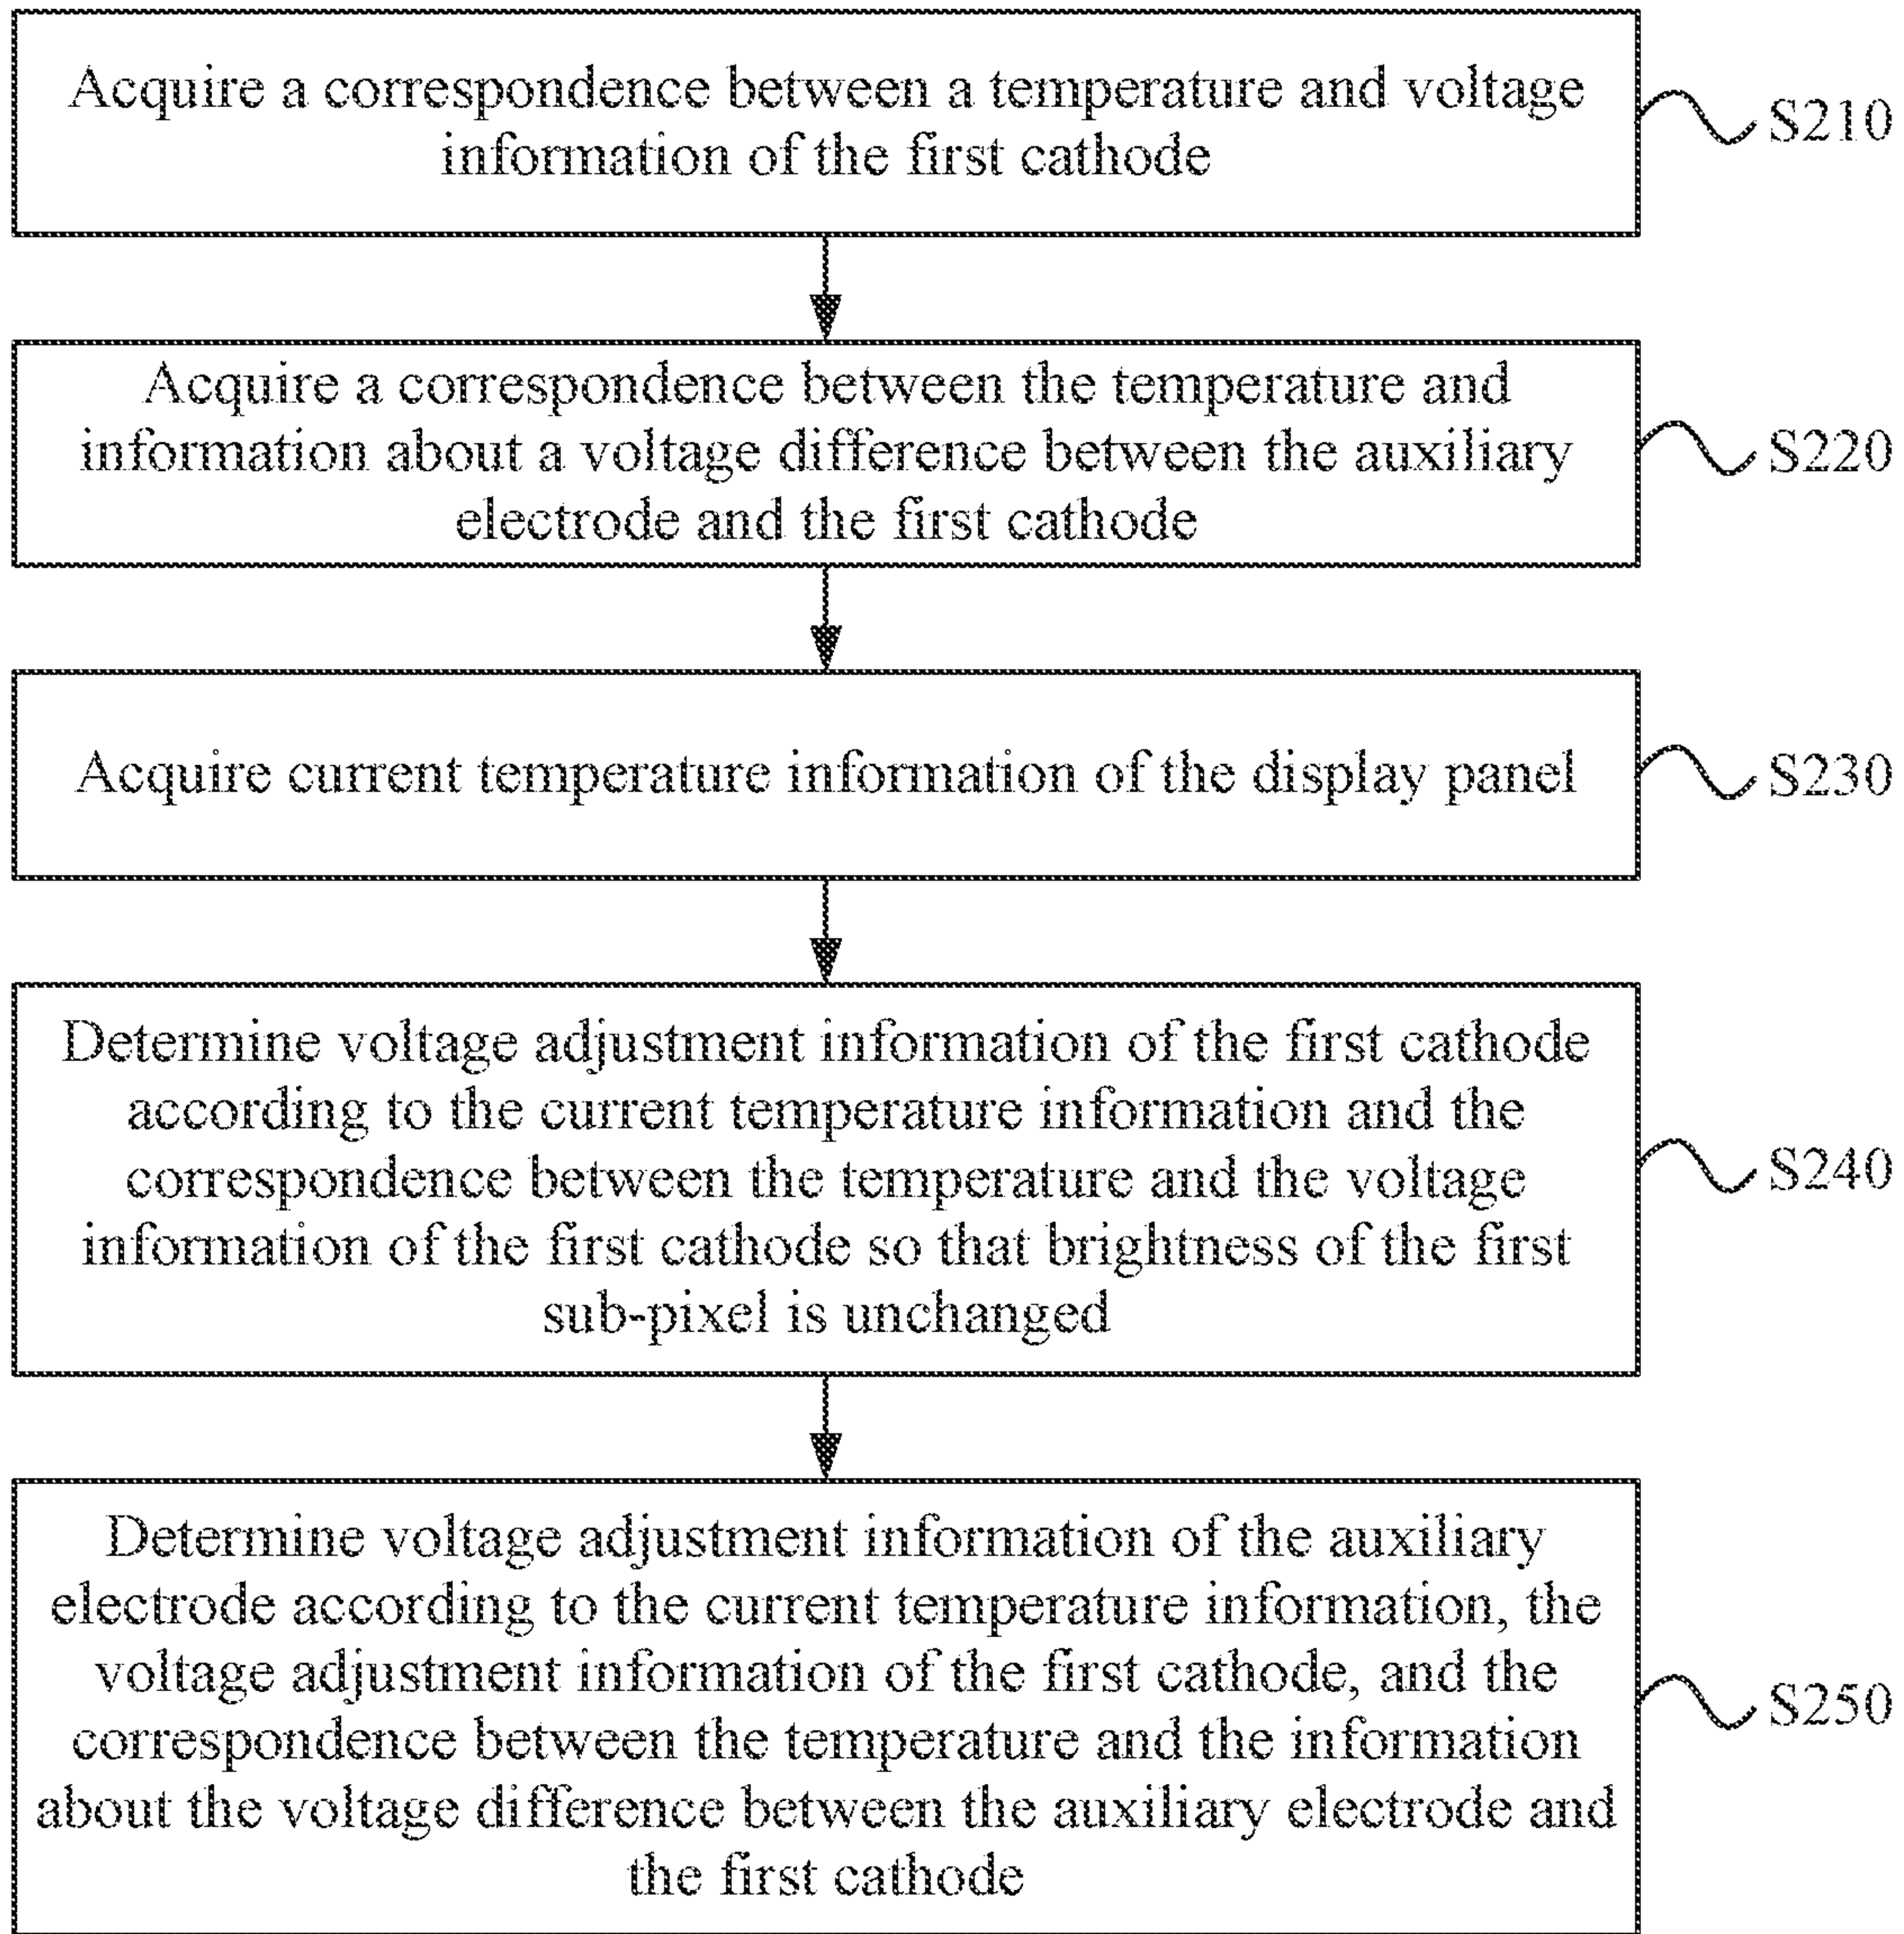 Acquire a correspondence between a temperature and voltage
information of the first cathode
S210
Acquire a correspondence between the temperature and
information about a voltage difference between the auxiliary
electrode and the first cathode
S220
Acquire current temperature information of the display panel
S230
Determine voltage adjustment information of the first cathode
according to the current temperature information and the
correspondence between the temperature and the voltage
information of the first cathode so that brightness of the first
sub-pixel is unchanged
S240
Determine voltage adjustment information of the auxiliary
electrode according to the current temperature information, the
voltage adjustment information of the first cathode, and the
correspondence between the temperature and the information
about the voltage difference between the auxiliary electrode and
the first cathode
S250